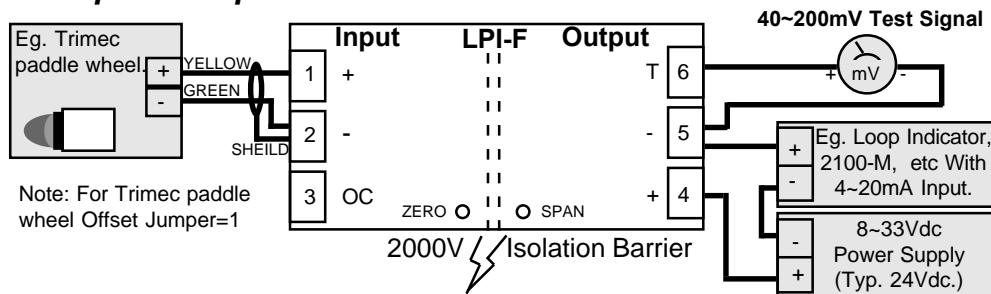 40~200mV Test Signal
Eg. Trimec
paddle wheel.
+
-
YELLOW
GREEN
SHEILD
Input
LPI-F
Output
1
+
2
-
3
OC
ZERO
SPAN
T
6
-
5
+
4
+
mV
-
+
-
Eg. Loop Indicator,
2100-M, etc With
4~20mA Input.
-
+
8~33Vdc
Power Supply
(Typ. 24Vdc.)
Note: For Trimec paddle
wheel Offset Jumper=1
2000V
Isolation Barrier